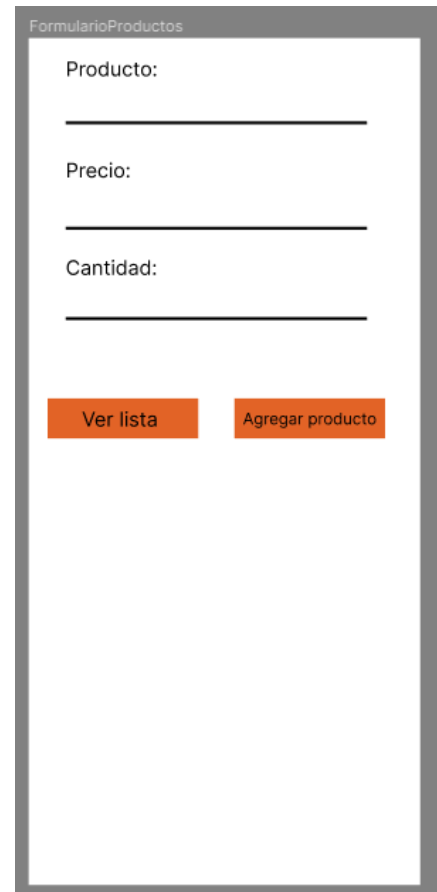 FormularioProductos
Producto:
Precio:
Cantidad:
Ver lista
Agregar producto